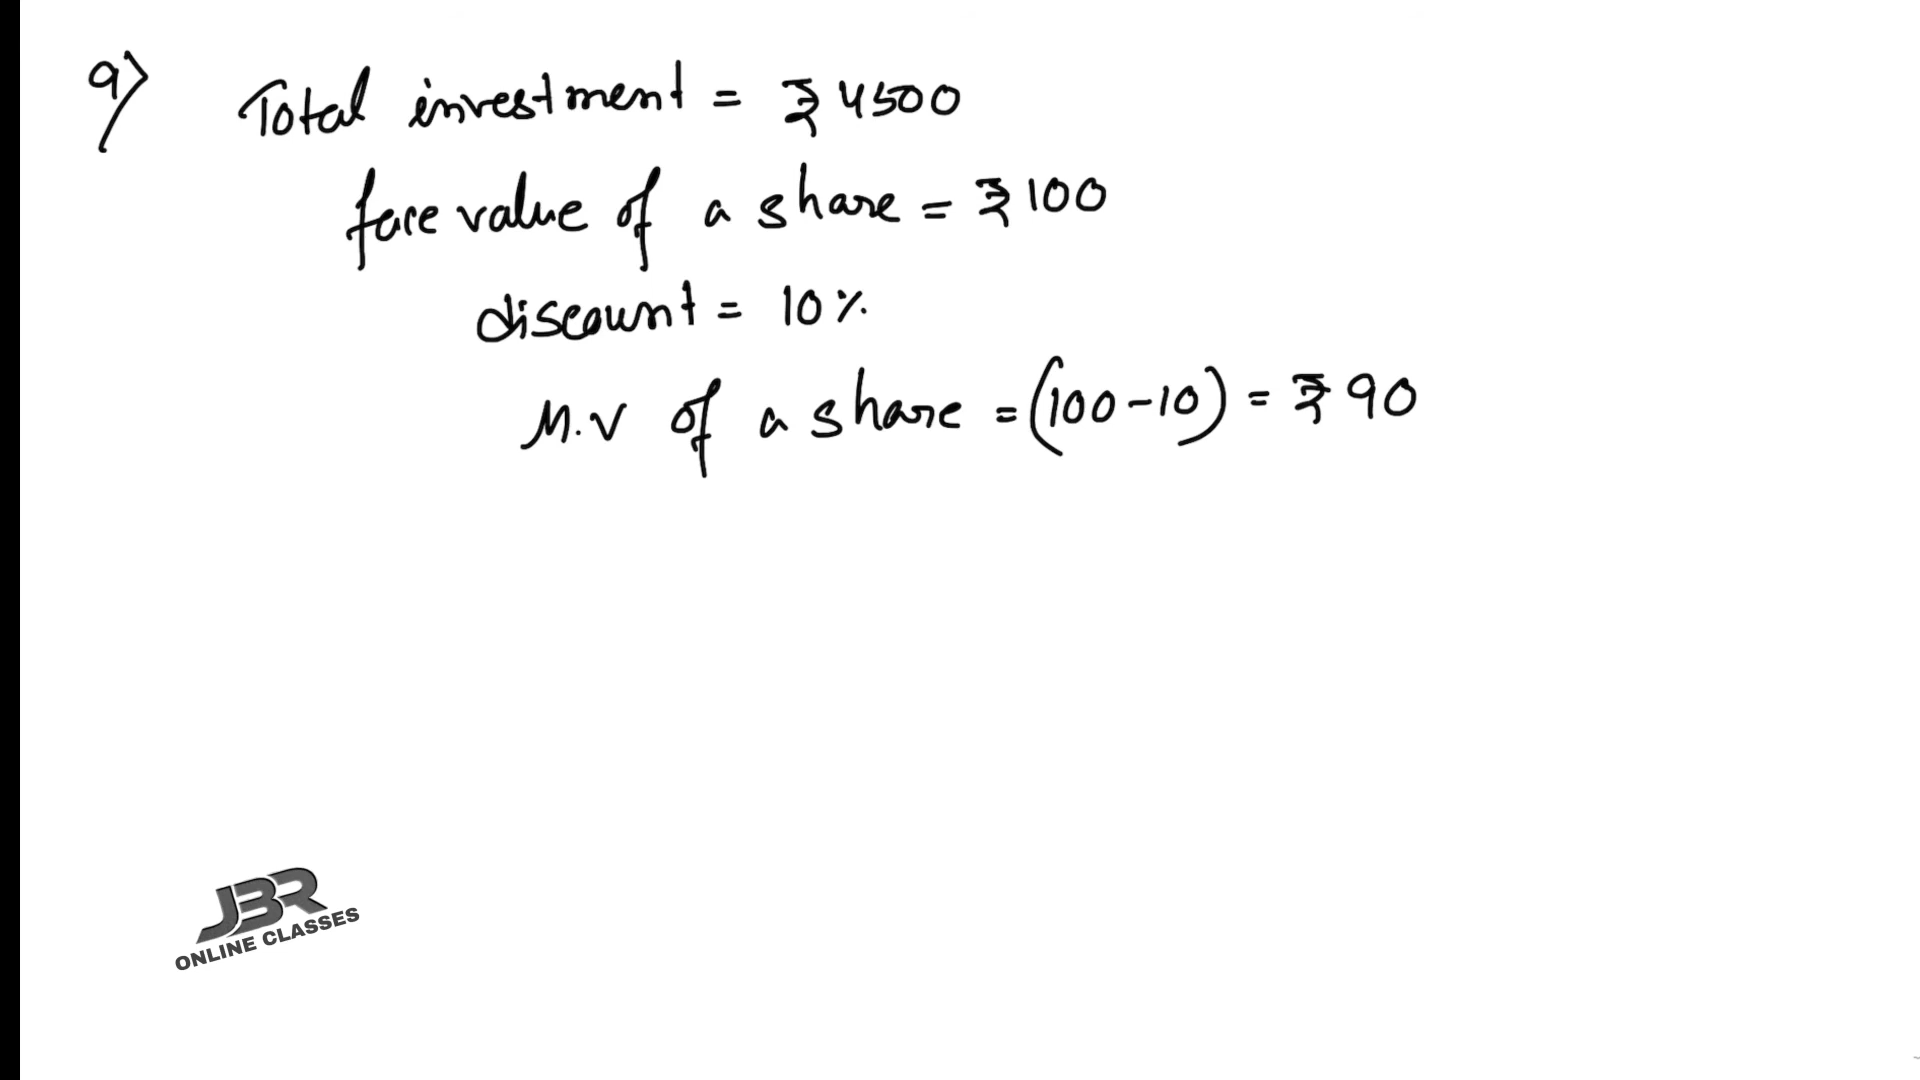 9)
Total investment = ₹ 4500
face value of a share = ₹ 100
discount = 10%
M.V of a share = (100-10) = ₹ 90
JBR
ONLINE CLASSES